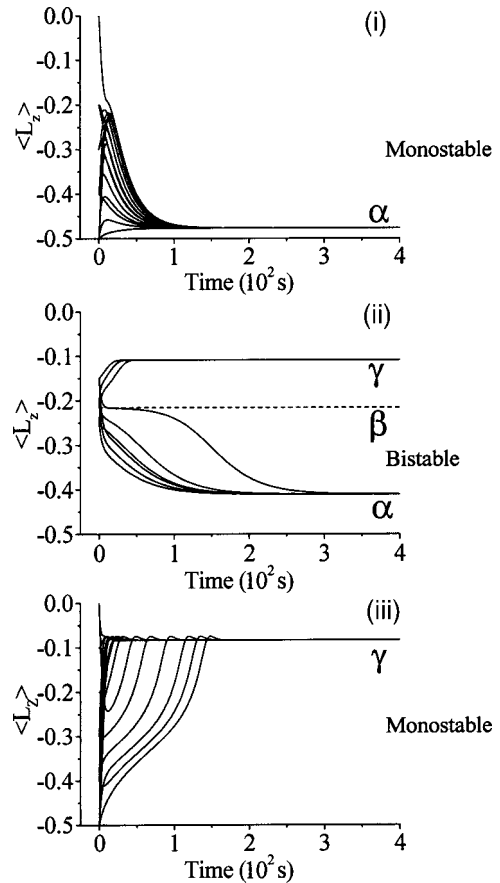 (i)
0.0
-0.1
-0.2
-0.3
-0.4
-0.5
<L_z>
Monostable
α
0 1 2 3 4
Time (10² s)
(ii)
0.0
-0.1
-0.2
-0.3
-0.4
-0.5
<L_z>
γ
β
Bistable
α
0 1 2 3 4
Time (10² s)
(iii)
0.0
-0.1
-0.2
-0.3
-0.4
-0.5
<L_Z>
γ
Monostable
0 1 2 3 4
Time (10² s)